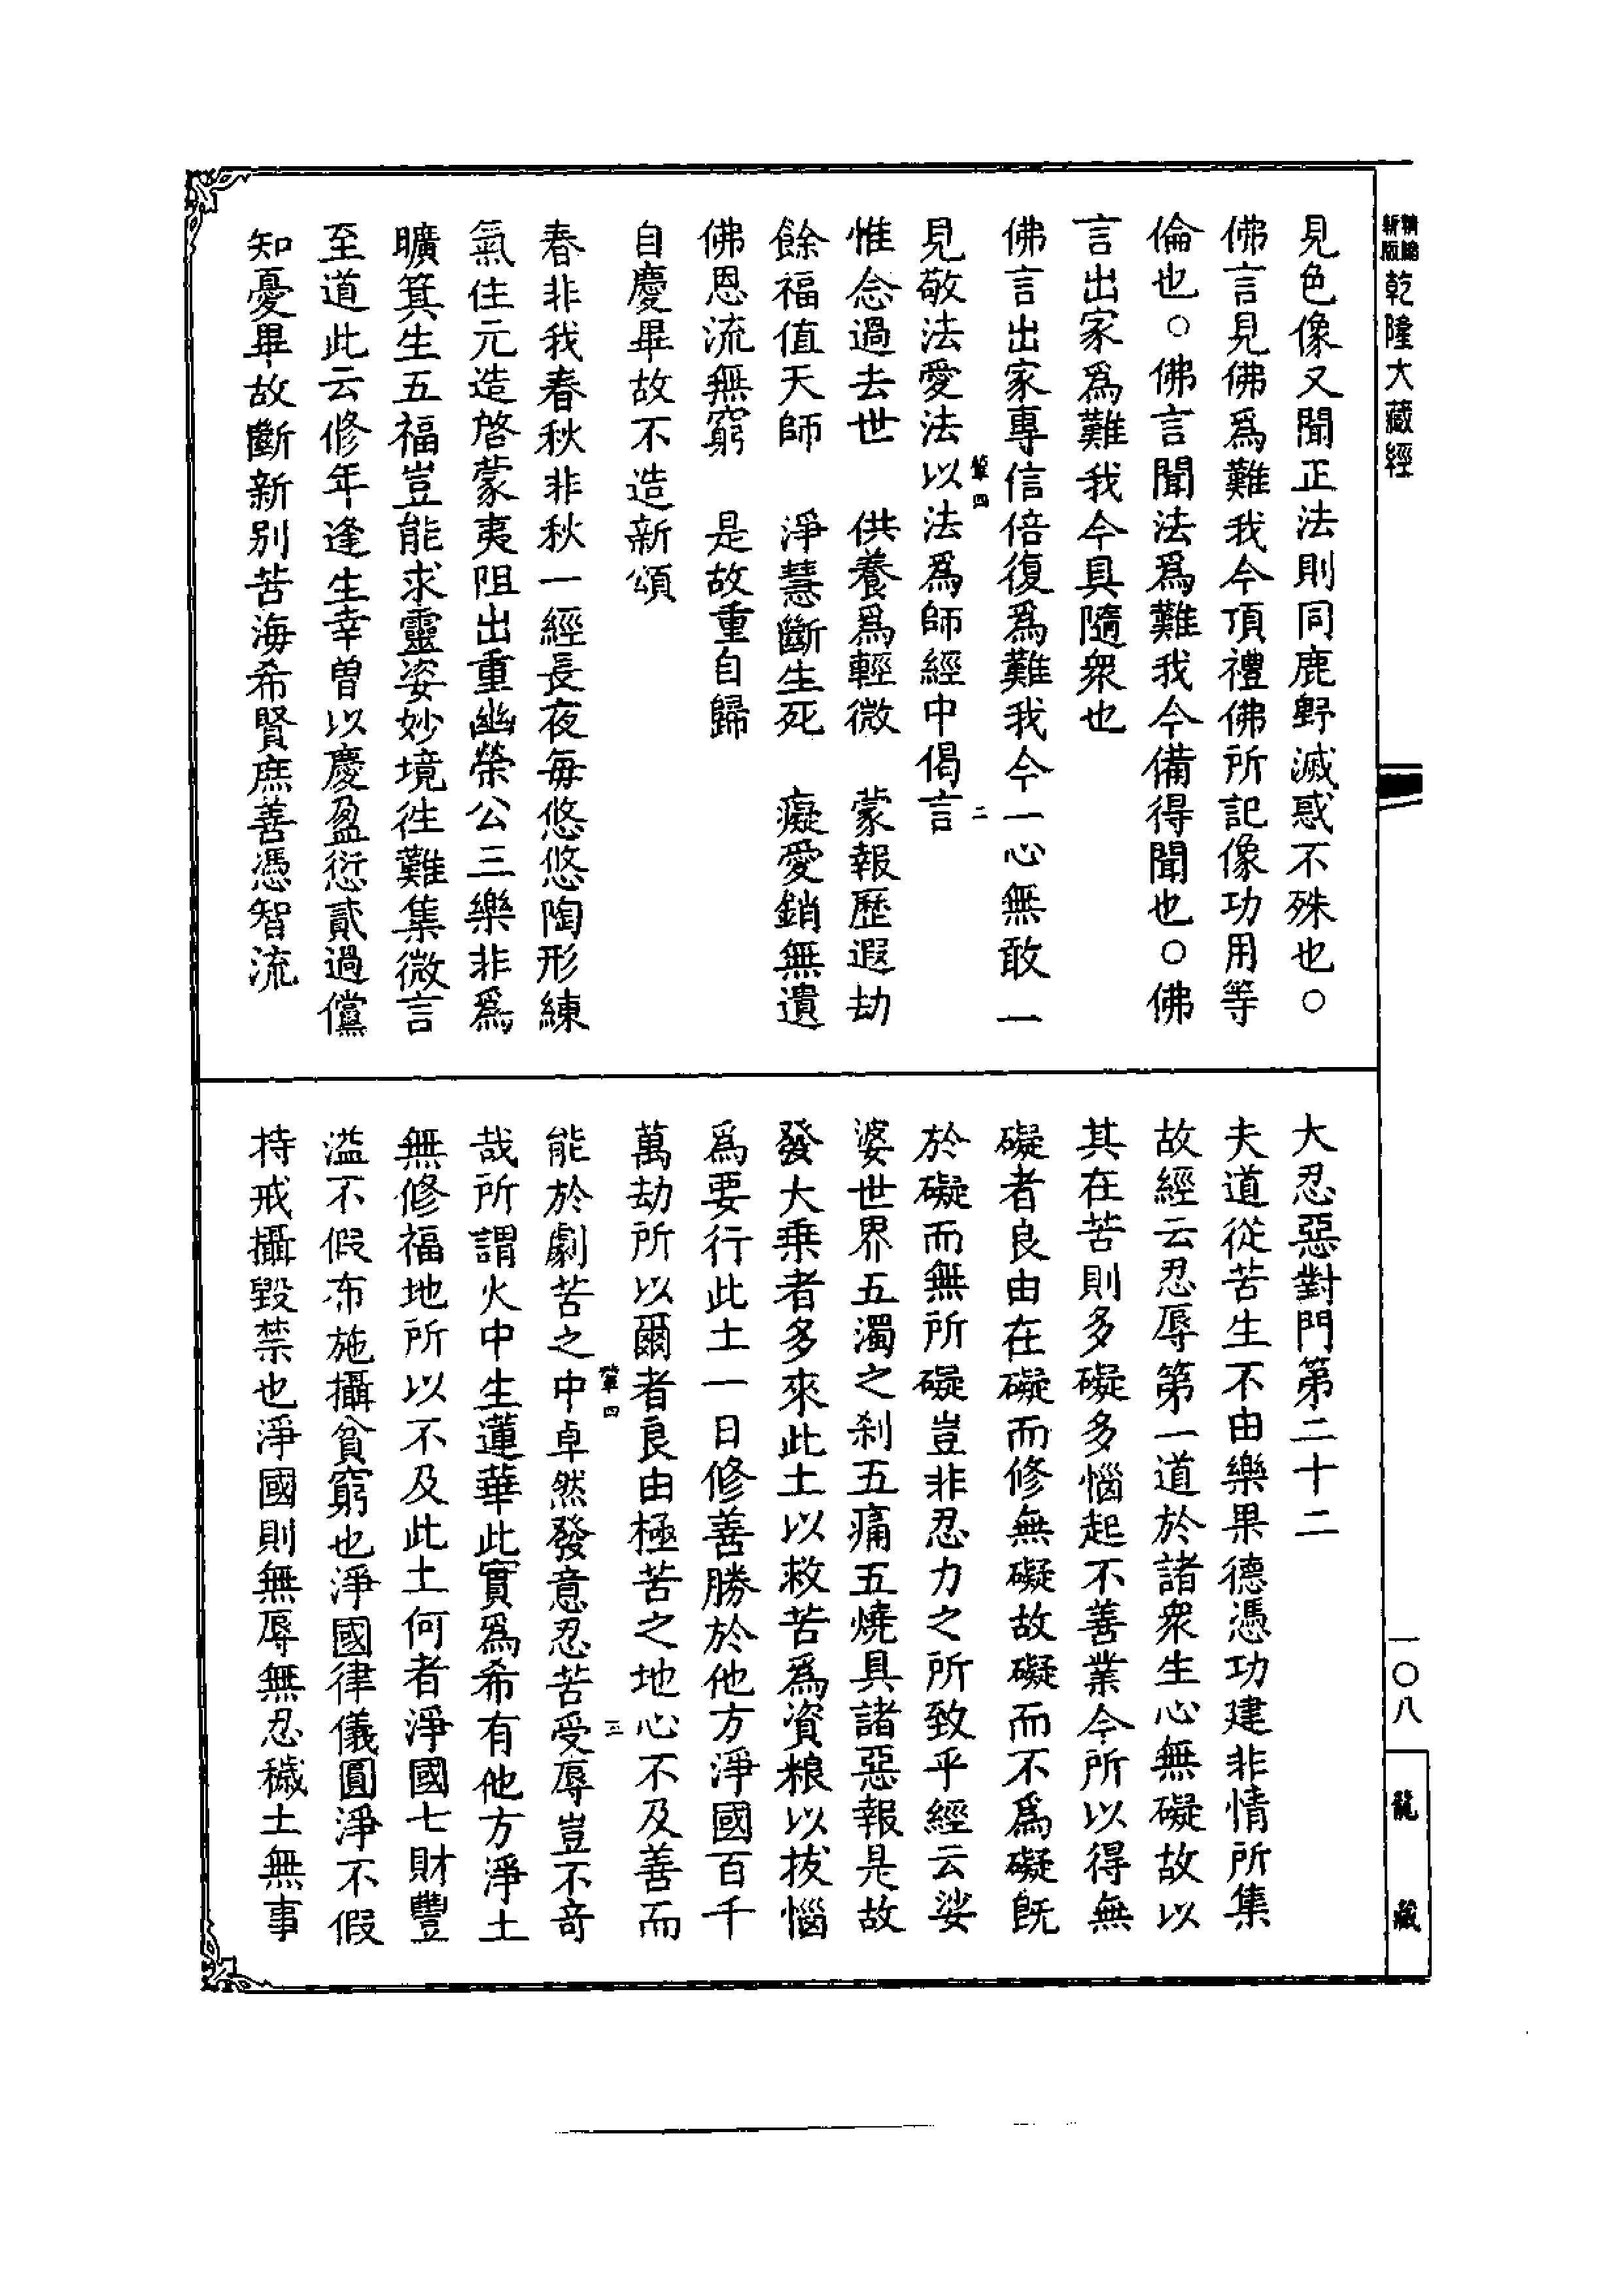 新版
乾隆大藏經
見色像又聞正法則同鹿野滅惑不殊也○
佛言見佛爲難我今頂禮佛所記像功用等
倫也○佛言聞法爲難我今備得聞也○佛
言出家爲難我今具隨衆也
佛言出家專信倍復爲難我今一心無敢一
二
見敬法愛法以法爲師經中偈言
惟念過去世 供養爲輕微 蒙報歷遐劫
餘福值天師 淨慧斷生死 癡愛銷無遺
佛恩流無窮 是故重自歸
自慶畢故不造新頌
春非我春秋非秋一經長夜每悠悠陶形練
氣住元造啓蒙夷阻出重幽榮公三樂非爲
曠箕生五福豈能求靈姿妙境徃難集微言
至道此云修年逢生幸曾以慶盈愆貳過儻
知憂畢故斷新别苦海希賢庶善憑智流
大忍惡對門第二十二
夫道從苦生不由樂果德憑功建非情所集
故經云忍辱第一道於諸衆生心無礙故以
其在苦則多礙多惱起不善業今所以得無
礙者良由在礙而修無礙故礙而不爲礙既
於礙而無所礙豈非忍力之所致乎經云娑
婆世界五濁之刹五痛五燒具諸惡報是故
發大乗者多來此土以救苦爲資粮以拔惱
爲要行此土一日修善勝於他方淨國百千
萬劫所以爾者良由極苦之地心不及善而
三
能於劇苦之中卓然發意忍苦受辱豈不竒
哉所謂火中生蓮華此實爲希有他方淨土
無修福地所以不及此土何者淨國七財豐
溢不假布施攝貧窮也淨國律儀圓淨不假
持戒攝毀禁也淨國則無辱無忍穢土無事
一〇八
龍藏